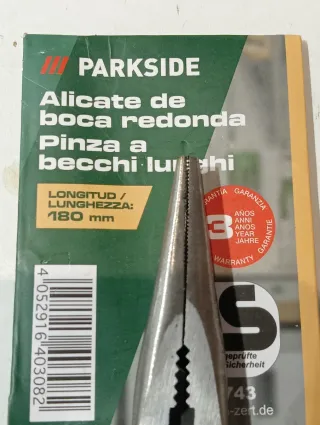 PARKSIDE
Alicate de
boca redonda
Pinza a
becchi lunghi
LONGITUD /
LUNGHEZZA:
180 mm
GARANZIA
3
AÑOS
ANNI
ANOS
YEAR
JAHRE
WARRANTY
GARANTIE
S
geprüfte
Sicherheit
743
-zert.de
4 052916 403082